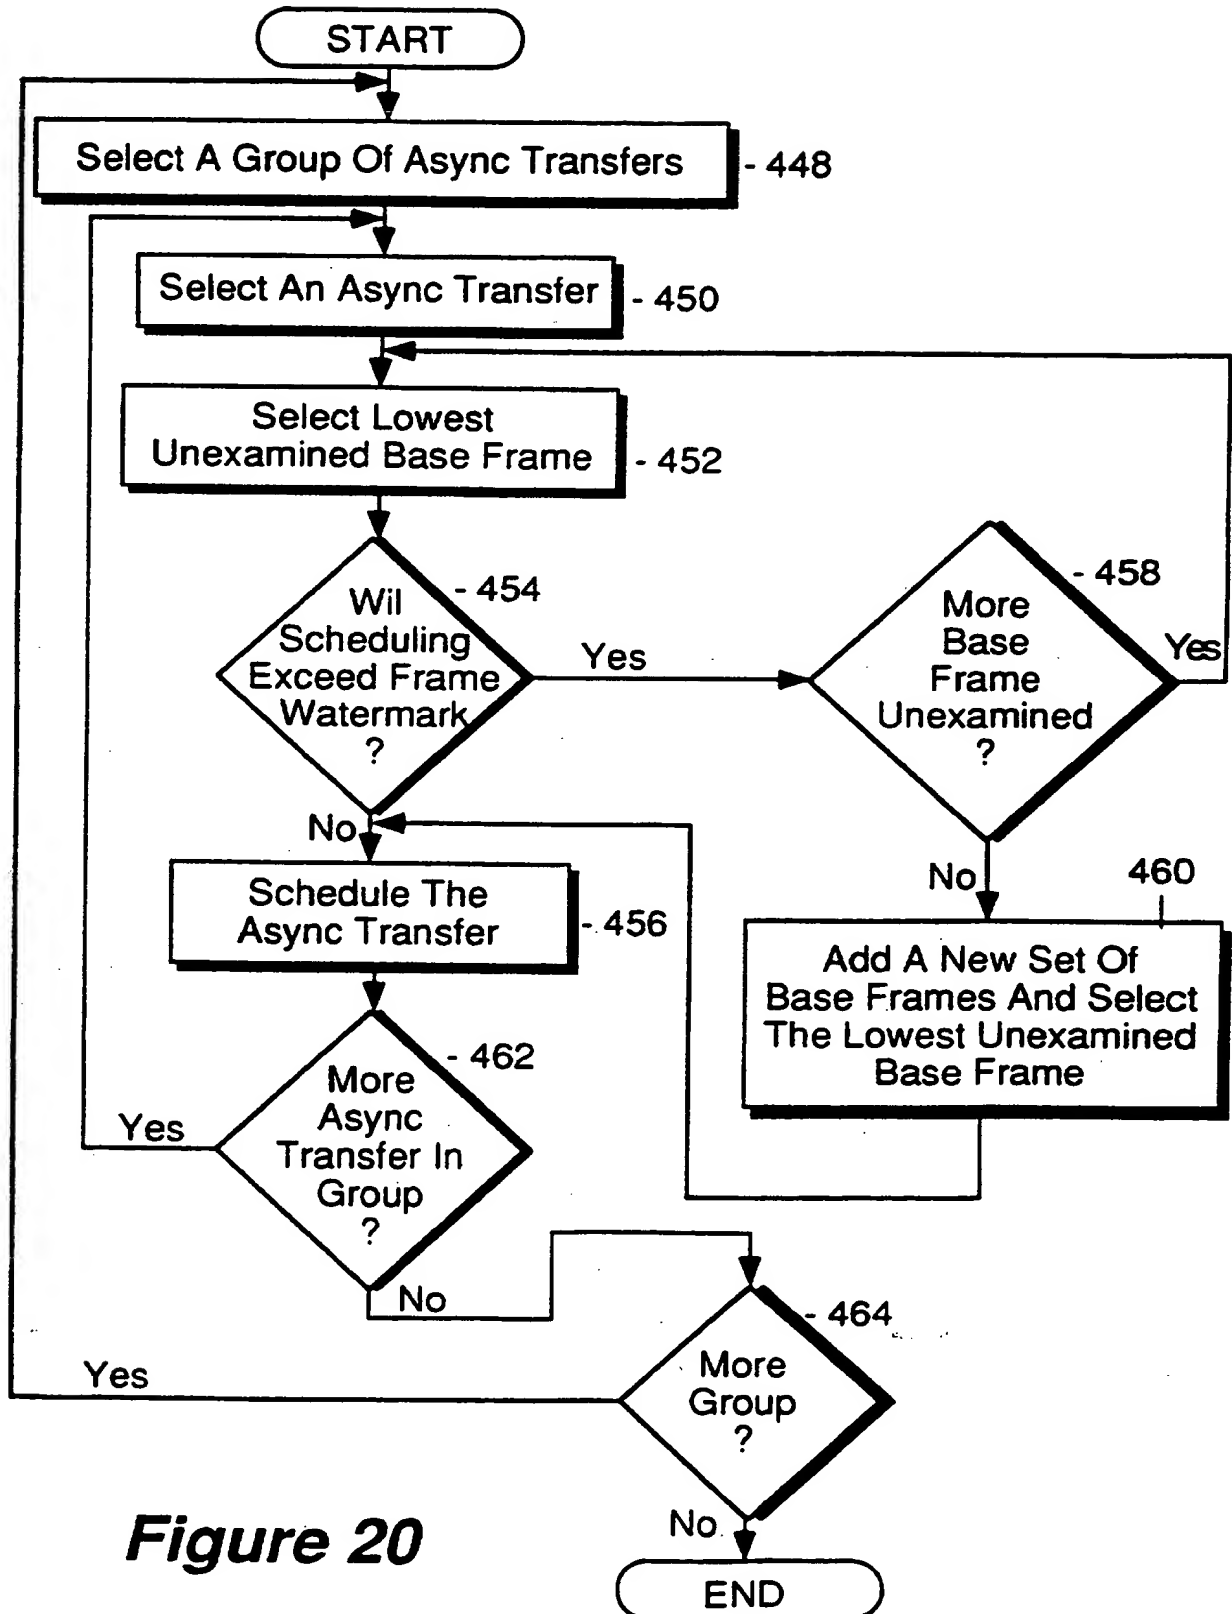 START
Select A Group Of Async Transfers
- 448
Select An Async Transfer
- 450
Select Lowest
Unexamined Base Frame
- 452
Wil
Scheduling
Exceed Frame
Watermark
?
- 454
Yes
More
Base
Frame
Unexamined
?
- 458
Yes
No
No
460
Schedule The
Async Transfer
- 456
Add A New Set Of
Base Frames And Select
The Lowest Unexamined
Base Frame
More
Async
Transfer In
Group
?
- 462
Yes
No
More
Group
?
- 464
Yes
No
Figure 20
END